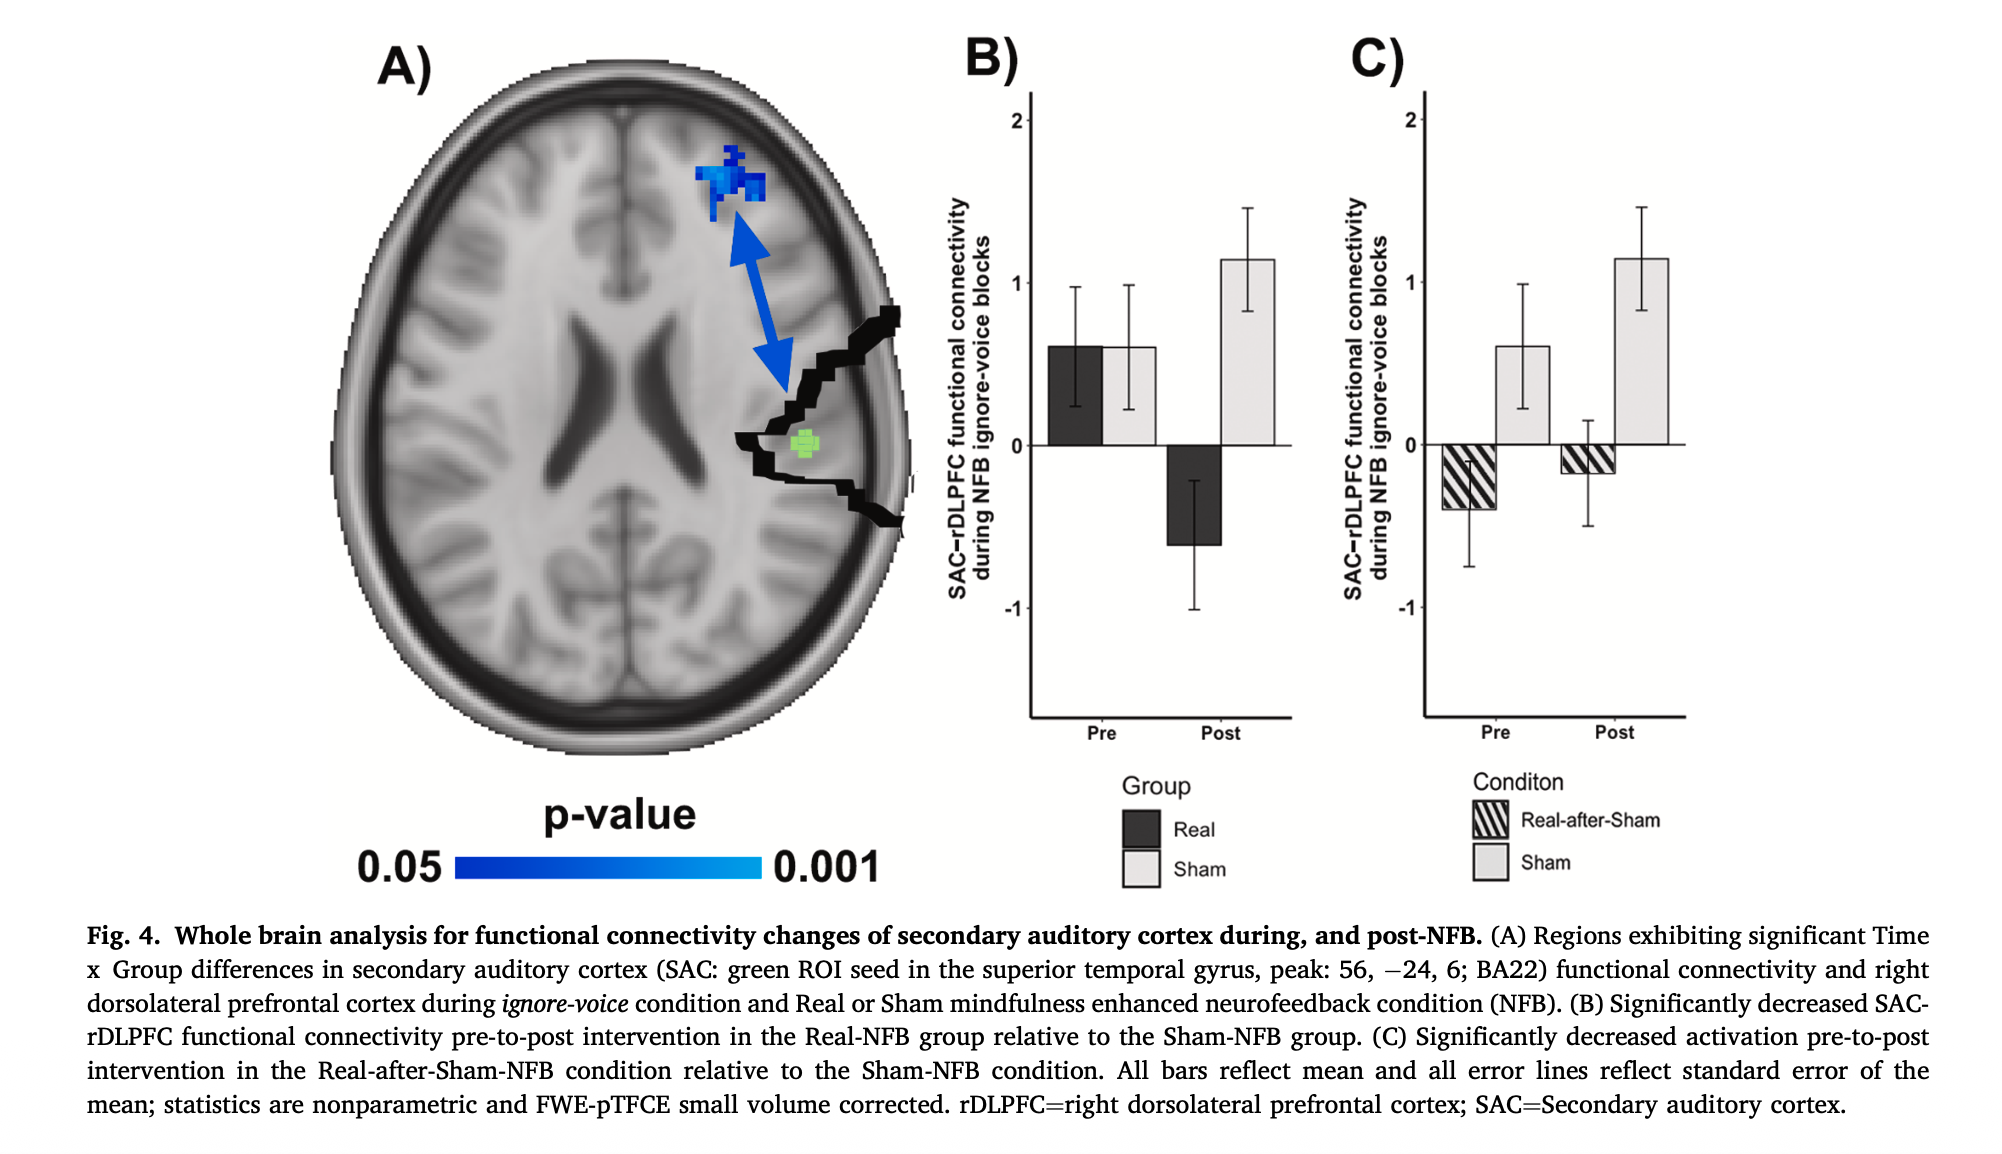 A)
p-value
0.05
0.001
B)
SAC–rDLPFC functional connectivity
during NFB ignore-voice blocks
2
1
0
-1
Pre
Post
Group
Real
Sham
C)
SAC–rDLPFC functional connectivity
during NFB ignore-voice blocks
2
1
0
-1
Pre
Post
Conditon
Real-after-Sham
Sham
Fig. 4. Whole brain analysis for functional connectivity changes of secondary auditory cortex during, and post-NFB. (A) Regions exhibiting significant Time
x Group differences in secondary auditory cortex (SAC: green ROI seed in the superior temporal gyrus, peak: 56, −24, 6; BA22) functional connectivity and right
dorsolateral prefrontal cortex during ignore-voice condition and Real or Sham mindfulness enhanced neurofeedback condition (NFB). (B) Significantly decreased SAC-
rDLPFC functional connectivity pre-to-post intervention in the Real-NFB group relative to the Sham-NFB group. (C) Significantly decreased activation pre-to-post
intervention in the Real-after-Sham-NFB condition relative to the Sham-NFB condition. All bars reflect mean and all error lines reflect standard error of the
mean; statistics are nonparametric and FWE-pTFCE small volume corrected. rDLPFC=right dorsolateral prefrontal cortex; SAC=Secondary auditory cortex.